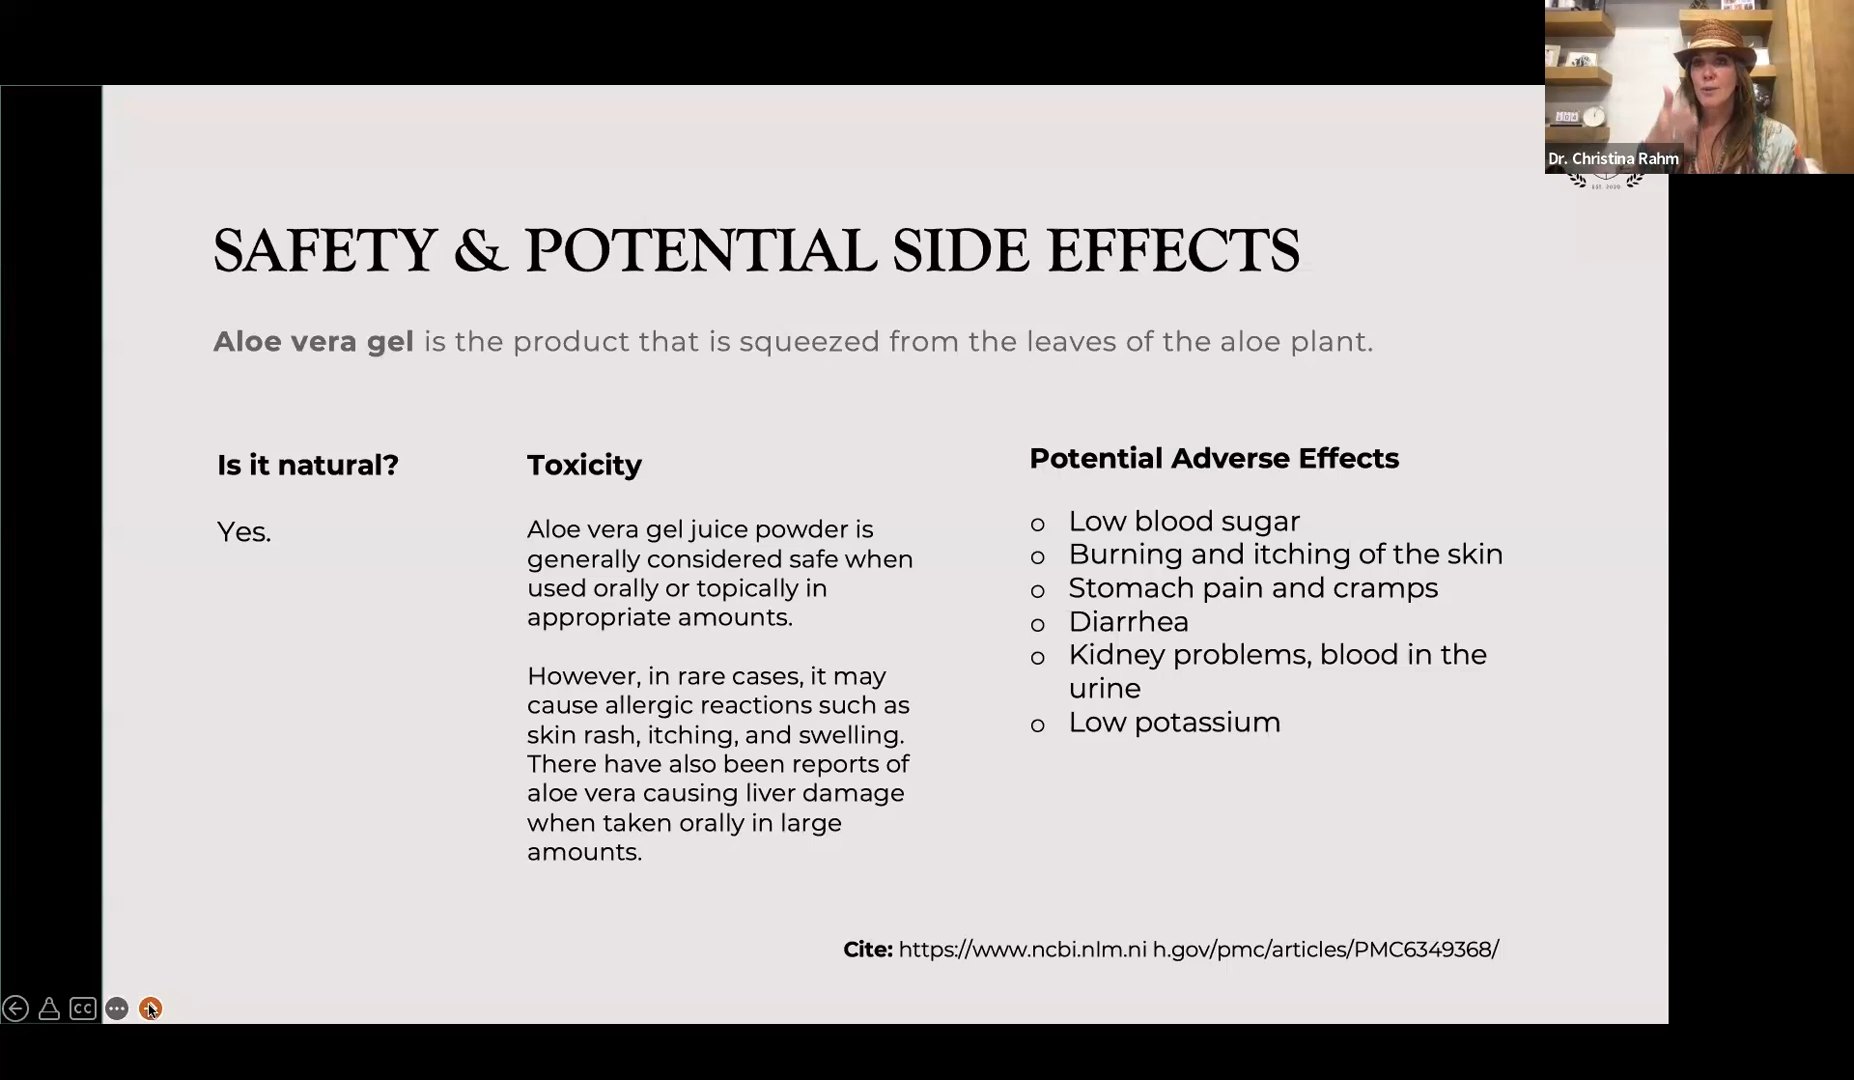 Dr. Christina Rahm
EST. 2020
SAFETY & POTENTIAL SIDE EFFECTS
Aloe vera gel is the product that is squeezed from the leaves of the aloe plant.
Is it natural?
Yes.
Toxicity
Aloe vera gel juice powder is
generally considered safe when
used orally or topically in
appropriate amounts.
However, in rare cases, it may
cause allergic reactions such as
skin rash, itching, and swelling.
There have also been reports of
aloe vera causing liver damage
when taken orally in large
amounts.
Potential Adverse Effects
o Low blood sugar
o Burning and itching of the skin
o Stomach pain and cramps
o Diarrhea
o Kidney problems, blood in the
urine
o Low potassium
Cite: https://www.ncbi.nlm.ni h.gov/pmc/articles/PMC6349368/
CC